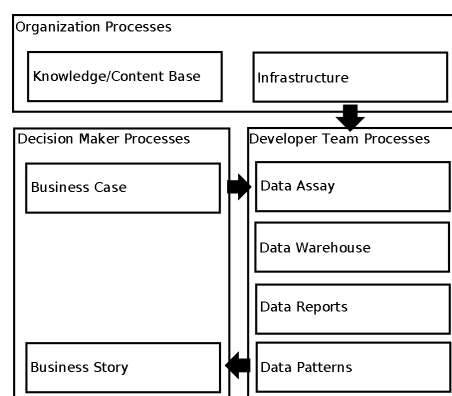 Organization Processes
Knowledge/Content Base
Infrastructure
Decision Maker Processes
Business Case
Business Story
Developer Team Processes
Data Assay
Data Warehouse
Data Reports
Data Patterns